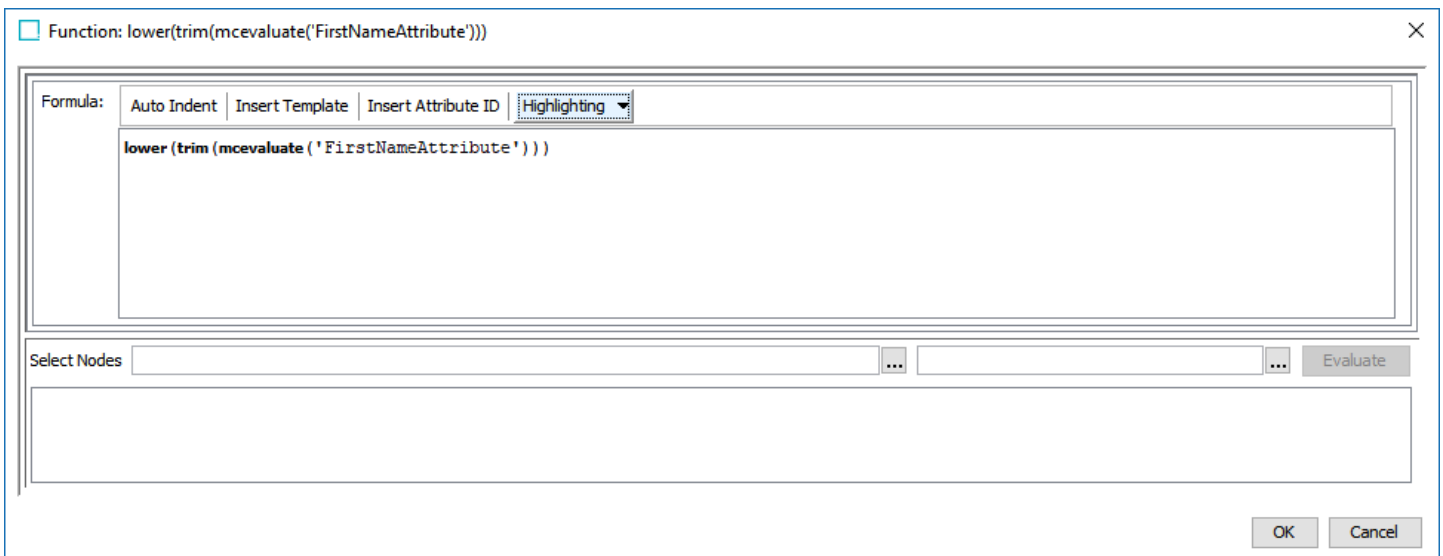 Function: lower(trim(mcevaluate('FirstNameAttribute')))
Formula: Auto Indent Insert Template Insert Attribute ID Highlighting
lower(trim(mcevaluate('FirstNameAttribute')))
Select Nodes ... ... Evaluate
OK Cancel